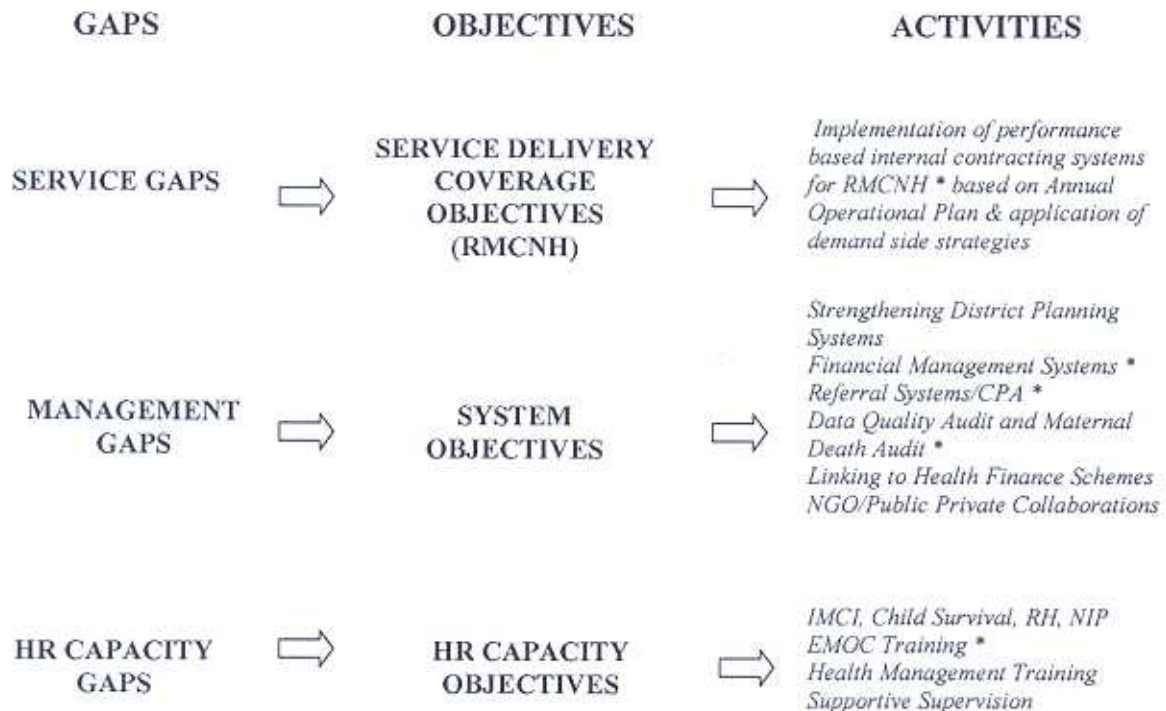 GAPS
OBJECTIVES
ACTIVITIES
SERVICE GAPS
SERVICE DELIVERY
COVERAGE
OBJECTIVES
(RMCNH)
Implementation of performance
based internal contracting systems
for RMCNH * based on Annual
Operational Plan & application of
demand side strategies
MANAGEMENT
GAPS
SYSTEM
OBJECTIVES
Strengthening District Planning
Systems
Financial Management Systems *
Referral Systems/CPA *
Data Quality Audit and Maternal
Death Audit *
Linking to Health Finance Schemes
NGO/Public Private Collaborations
HR CAPACITY
GAPS
HR CAPACITY
OBJECTIVES
IMCI, Child Survival, RH, NIP
EMOC Training *
Health Management Training
Supportive Supervision